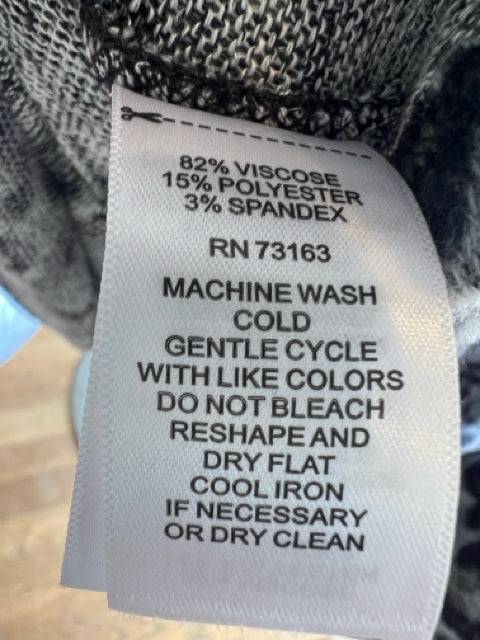 82% VISCOSE
15% POLYESTER
3% SPANDEX
RN 73163
MACHINE WASH
COLD
GENTLE CYCLE
WITH LIKE COLORS
DO NOT BLEACH
RESHAPE AND
DRY FLAT
COOL IRON
IF NECESSARY
OR DRY CLEAN